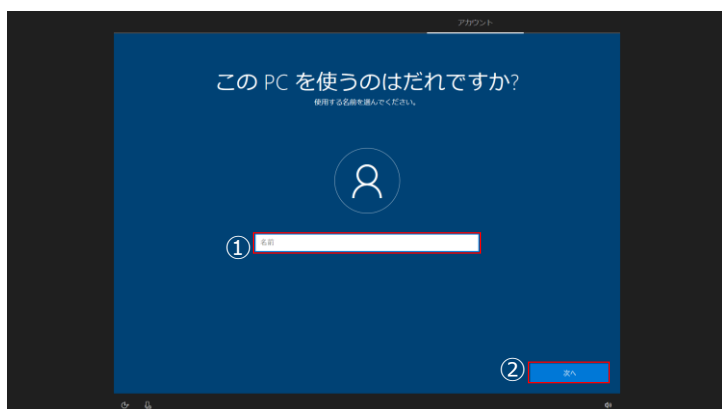 アカウント
この PC を使うのはだれですか?
使用する名前を選んでください。
① 名前
② 次へ